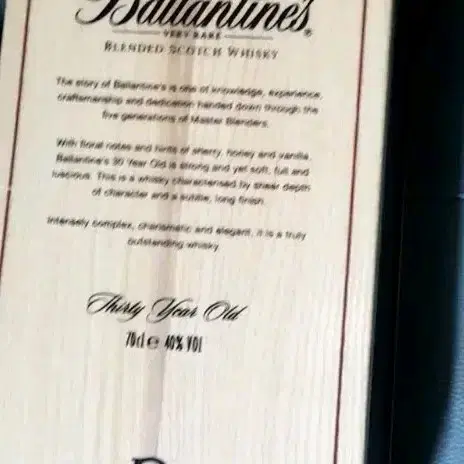 Ballantine's®
VERY RARE
BLENDED SCOTCH WHISKY
The story of Ballantine's is one of knowledge, experience,
craftsmanship and dedication handed down through the
five generations of Master Blenders.
With floral notes and hints of sherry, honey and vanilla,
Ballantine's 30 Year Old is strong and yet soft, full and
luscious. This is a whisky characterised by sheer depth
of character and a subtle, long finish.
Intensely complex, charismatic and elegant, it is a truly
outstanding whisky.
Thirty Year Old
70cl e 40% VOL